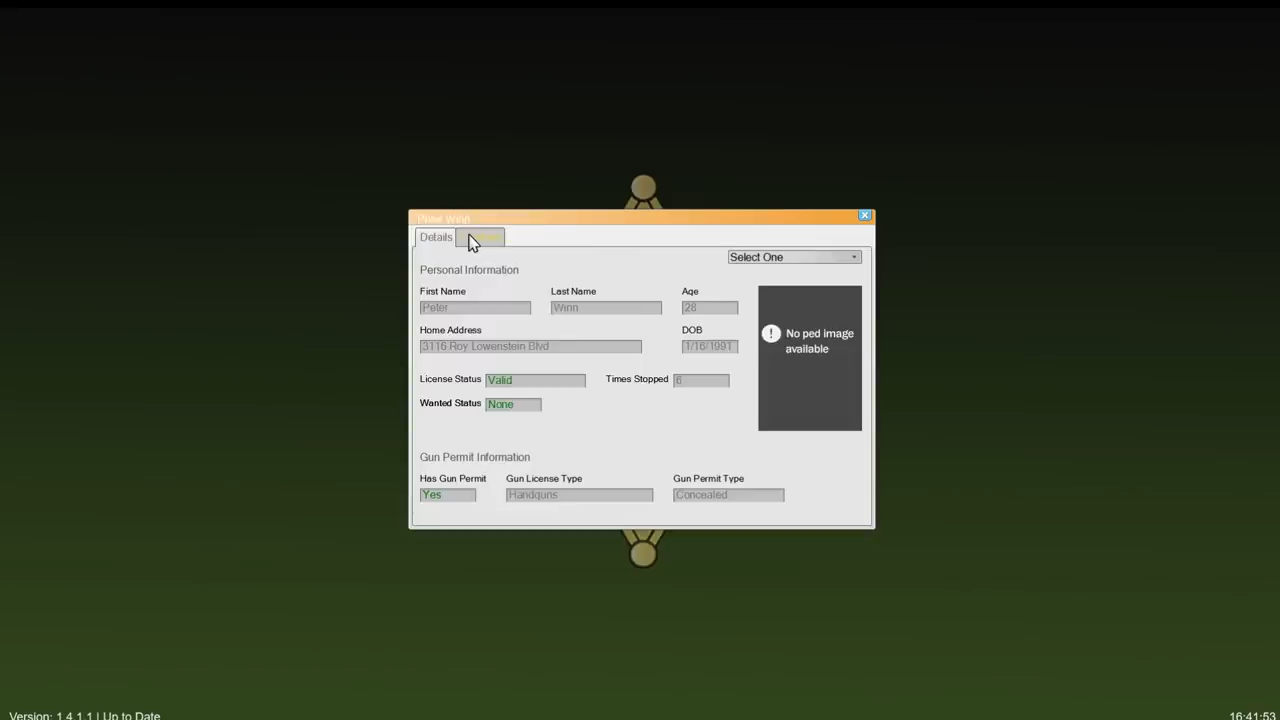 Peter Winn
Details
Select One
Personal Information
First Name Last Name Age
Peter Winn 28
Home Address DOB
3116 Roy Lowenstein Blvd 1/16/1991
License Status Valid Times Stopped 6
Wanted Status None
! No ped image
available
Gun Permit Information
Has Gun Permit Gun License Type Gun Permit Type
Yes Handguns Concealed
Version: 1.4.1.1 | Up to Date
16:41:53